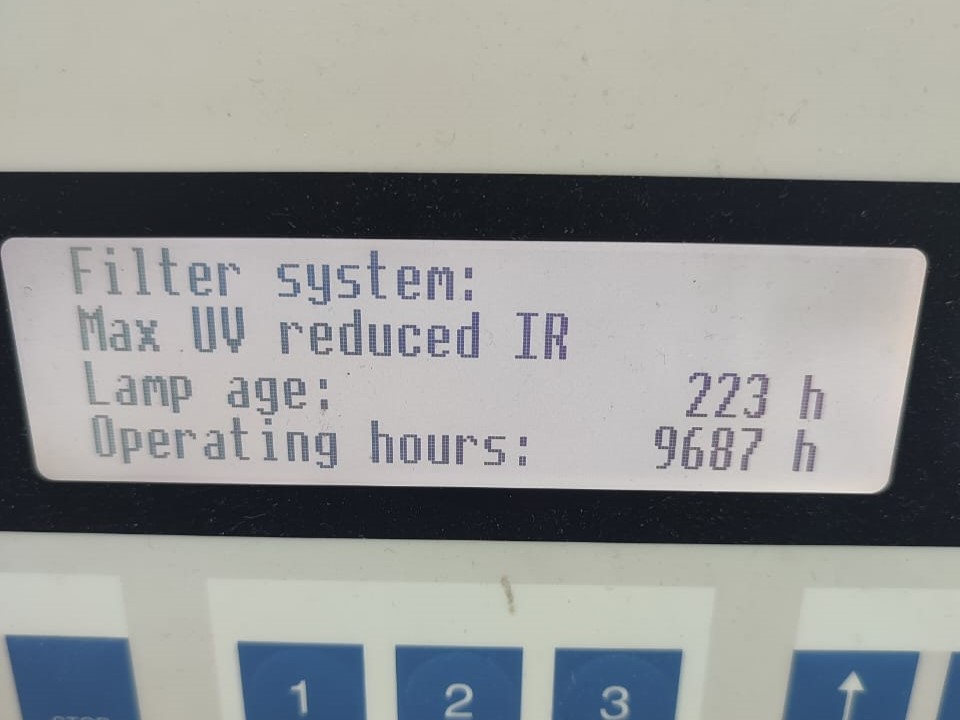 Filter system:
Max UV reduced IR
Lamp age: 223 h
Operating hours: 9687 h
1 2 3 ↑